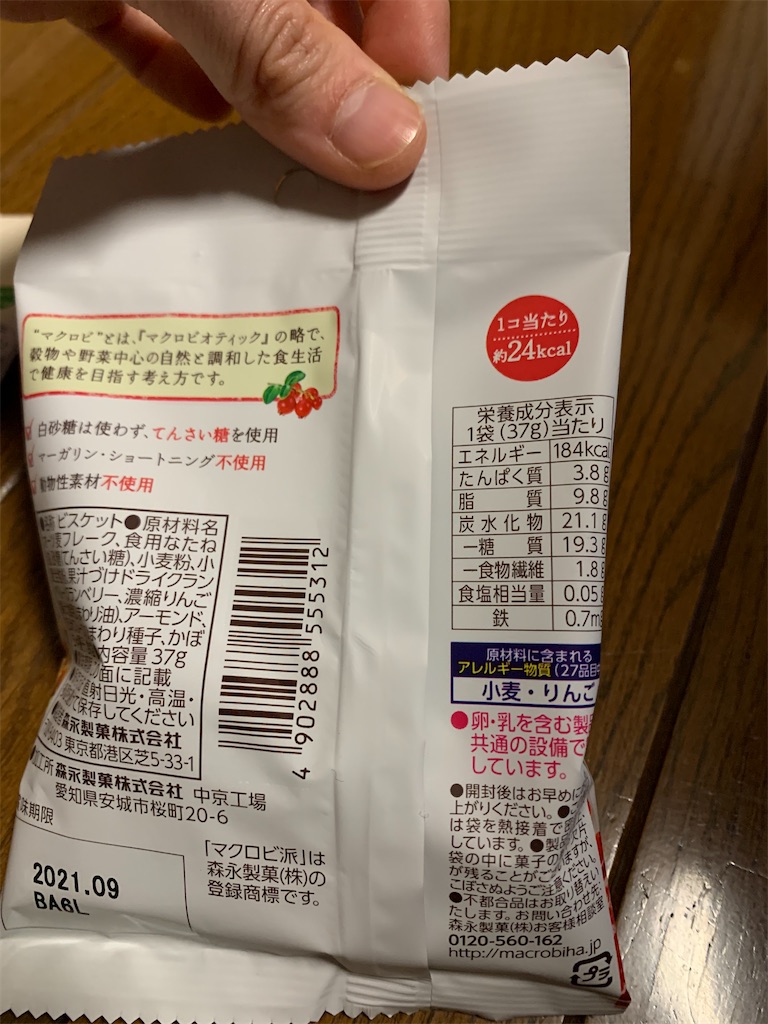 "マクロビ"とは、『マクロビオティック』の略で、
穀物や野菜中心の自然と調和した食生活
で健康を目指す考え方です。
白砂糖は使わず、てんさい糖を使用
マーガリン・ショートニング不使用
動物性素材不使用
ビスケット●原材料名
フレーク、食用なたね
てんさい糖)、小麦粉、小
果汁づけドライクラン
ンベリー、濃縮りんご
まわり油)、アーモンド、
まわり種子、かぼ
内容量 37g
の面に記載
直射日光・高温・
保存してください
森永製菓株式会社
東京都港区芝5-33-1
森永製菓株式会社 中京工場
愛知県安城市桜町20-6
味期限
2021.09
BA6L
「マクロビ派」は
森永製菓(株)の
登録商標です。
4 902888 555312
1コ当たり
約24kcal
栄養成分表示
1袋(37g)当たり
エネルギー 184kca
たんぱく質 3.8g
脂質 9.8g
炭水化物 21.1g
-糖質 19.3g
-食物繊維 1.8g
食塩相当量 0.05g
鉄 0.7mg
原材料に含まれる
アレルギー物質(27品目中
小麦・りんご
●卵・乳を含む製
共通の設備で
しています。
●開封後はお早めに
上がりください。●
は袋を熱接着で
しています。●製
袋の中に菓子の
が残ることがご
こぼさぬようご注意ください。
●不都合品はお取り替えい
たします。お問い合わせ先:
森永製菓(株)お客様相談室
0120-560-162
http://macrobiha.jp
プラ